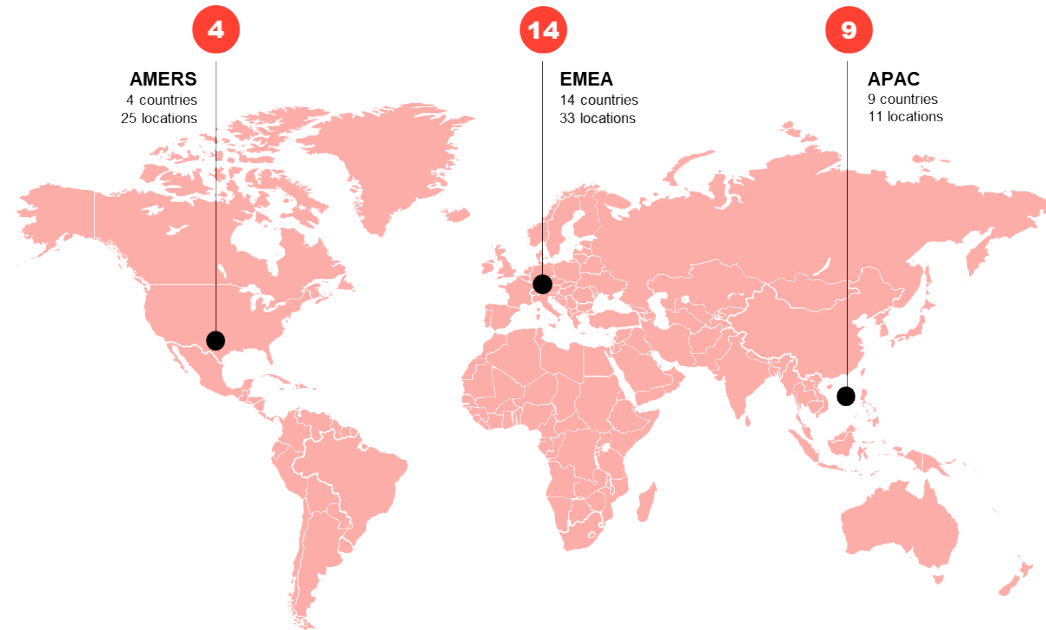 4
AMERS
4 countries
25 locations
14
EMEA
14 countries
33 locations
9
APAC
9 countries
11 locations